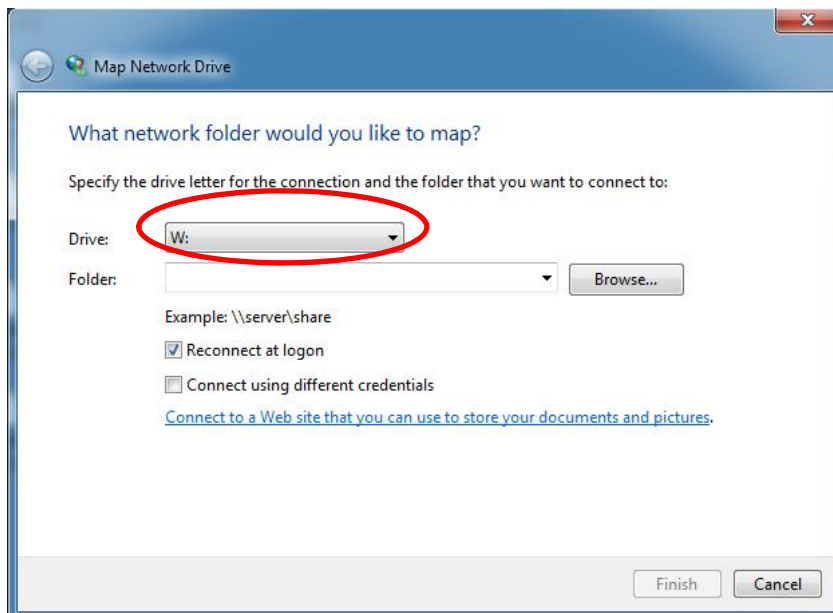 Map Network Drive
What network folder would you like to map?
Specify the drive letter for the connection and the folder that you want to connect to:
Drive: W:
Folder: Browse...
Example: \\server\share
Reconnect at logon
Connect using different credentials
Connect to a Web site that you can use to store your documents and pictures.
Finish Cancel